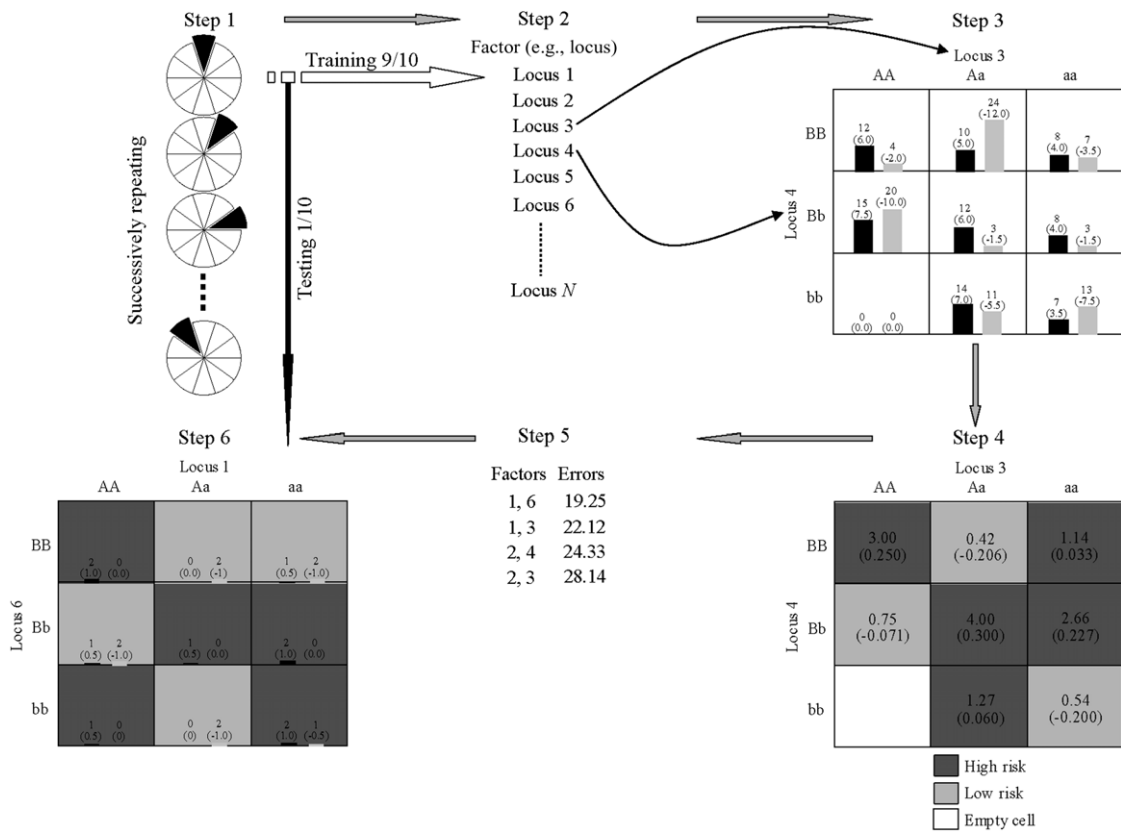 Step 1
Step 2
Step 3
Successively repeating
Training 9/10
Testing 1/10
Factor (e.g., locus)
Locus 1
Locus 2
Locus 3
Locus 4
Locus 5
Locus 6
Locus N
Locus 3
AA Aa aa
Locus 4
BB
12 4 10 24 8 7
(6.0) (-2.0) (5.0) (-12.0) (4.0) (-3.5)
Bb
15 20 12 3 8 3
(7.5) (-10.0) (6.0) (-1.5) (4.0) (-1.5)
bb
0 0 14 11 7 13
(0.0) (0.0) (7.0) (-5.5) (3.5) (-7.5)
Step 6
Step 5
Step 4
Locus 1
AA Aa aa
Locus 6
BB
2 0 0 2 1 2
(1.0) (0.0) (0.0) (-1) (0.5) (-1.0)
Bb
1 2 1 0 2 0
(0.5) (-1.0) (0.5) (0.0) (1.0) (0.0)
bb
1 0 0 2 2 1
(0.5) (0) (0) (-1.0) (1.0) (-0.5)
Factors Errors
1, 6 19.25
1, 3 22.12
2, 4 24.33
2, 3 28.14
Locus 3
AA Aa aa
Locus 4
BB
3.00 0.42 1.14
(0.250) (-0.206) (0.033)
Bb
0.75 4.00 2.66
(-0.071) (0.300) (0.227)
bb
1.27 0.54
(0.060) (-0.200)
High risk
Low risk
Empty cell